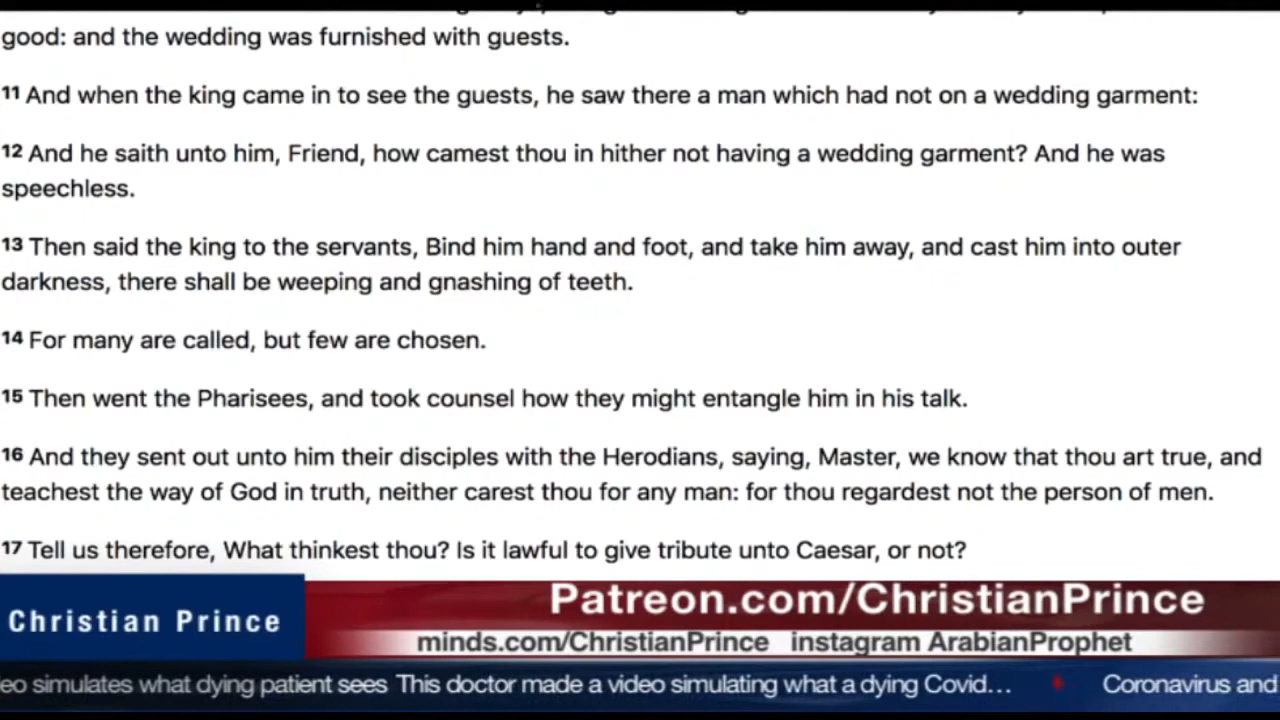 good: and the wedding was furnished with guests.
11 And when the king came in to see the guests, he saw there a man which had not on a wedding garment:
12 And he saith unto him, Friend, how camest thou in hither not having a wedding garment? And he was
speechless.
13 Then said the king to the servants, Bind him hand and foot, and take him away, and cast him into outer
darkness, there shall be weeping and gnashing of teeth.
14 For many are called, but few are chosen.
15 Then went the Pharisees, and took counsel how they might entangle him in his talk.
16 And they sent out unto him their disciples with the Herodians, saying, Master, we know that thou art true, and
teachest the way of God in truth, neither carest thou for any man: for thou regardest not the person of men.
17 Tell us therefore, What thinkest thou? Is it lawful to give tribute unto Caesar, or not?
Patreon.com/ChristianPrince
Christian Prince
minds.com/ChristianPrince instagram ArabianProphet
eo simulates what dying patient sees This doctor made a video simulating what a dying Covid... Coronavirus and